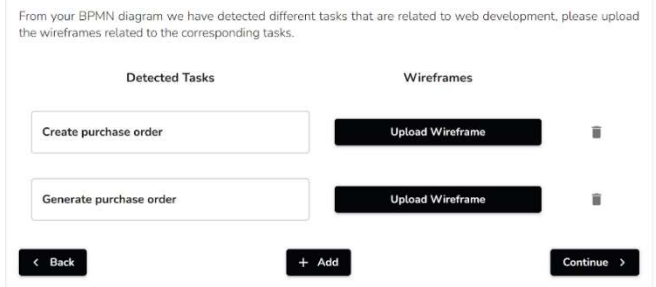 From your BPMN diagram we have detected different tasks that are related to web development, please upload
the wireframes related to the corresponding tasks.
Detected Tasks Wireframes
Create purchase order Upload Wireframe
Generate purchase order Upload Wireframe
< Back + Add Continue >